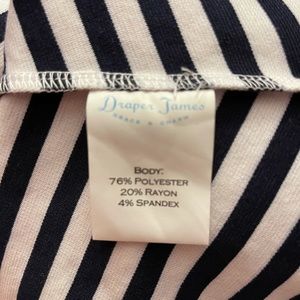 Draper James
GRACE & CHARM
BODY:
76% POLYESTER
20% RAYON
4% SPANDEX